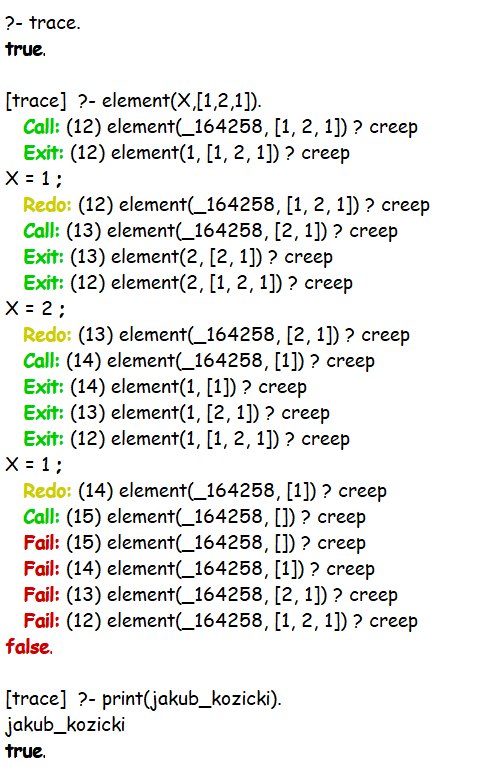 ?- trace.
true.
[trace]  ?- element(X,[1,2,1]).
Call: (12) element(_164258, [1, 2, 1]) ? creep
Exit: (12) element(1, [1, 2, 1]) ? creep
X = 1 ;
Redo: (12) element(_164258, [1, 2, 1]) ? creep
Call: (13) element(_164258, [2, 1]) ? creep
Exit: (13) element(2, [2, 1]) ? creep
Exit: (12) element(2, [1, 2, 1]) ? creep
X = 2 ;
Redo: (13) element(_164258, [2, 1]) ? creep
Call: (14) element(_164258, [1]) ? creep
Exit: (14) element(1, [1]) ? creep
Exit: (13) element(1, [2, 1]) ? creep
Exit: (12) element(1, [1, 2, 1]) ? creep
X = 1 ;
Redo: (14) element(_164258, [1]) ? creep
Call: (15) element(_164258, []) ? creep
Fail: (15) element(_164258, []) ? creep
Fail: (14) element(_164258, [1]) ? creep
Fail: (13) element(_164258, [2, 1]) ? creep
Fail: (12) element(_164258, [1, 2, 1]) ? creep
false.
[trace]  ?- print(jakub_kozicki).
jakub_kozicki
true.